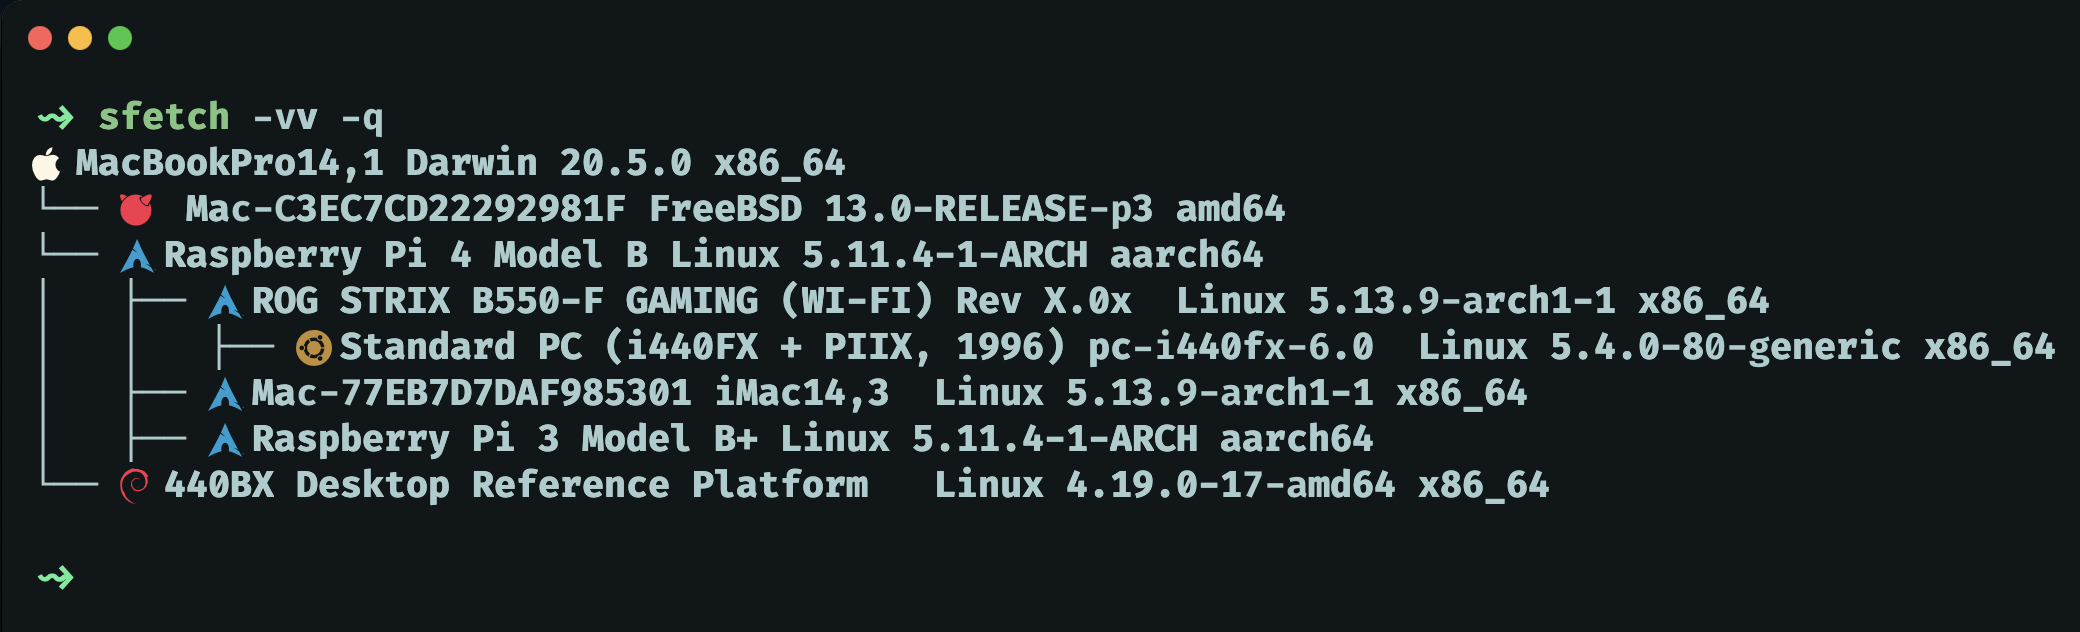 ⇝ sfetch -vv -q
MacBookPro14,1 Darwin 20.5.0 x86_64
└── Mac-C3EC7CD22292981F FreeBSD 13.0-RELEASE-p3 amd64
└── Raspberry Pi 4 Model B Linux 5.11.4-1-ARCH aarch64
│   ├── ROG STRIX B550-F GAMING (WI-FI) Rev X.0x  Linux 5.13.9-arch1-1 x86_64
│   │   ├── Standard PC (i440FX + PIIX, 1996) pc-i440fx-6.0  Linux 5.4.0-80-generic x86_64
│   ├── Mac-77EB7D7DAF985301 iMac14,3  Linux 5.13.9-arch1-1 x86_64
│   ├── Raspberry Pi 3 Model B+ Linux 5.11.4-1-ARCH aarch64
└── 440BX Desktop Reference Platform   Linux 4.19.0-17-amd64 x86_64
⇝